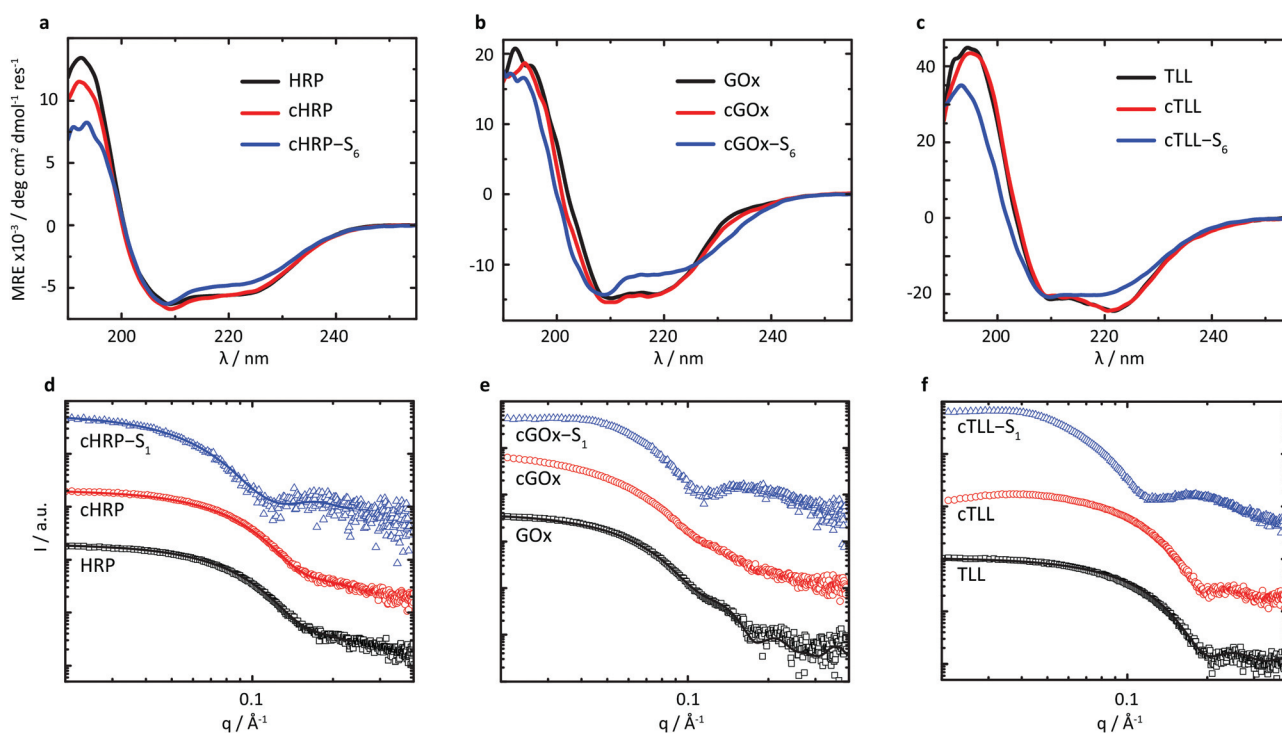 a
HRP
cHRP
cHRP–S₆
MRE x10⁻³ / deg cm² dmol⁻¹ res⁻¹
10
5
0
-5
200
220
240
λ / nm
b
GOx
cGOx
cGOx–S₆
20
10
0
-10
200
220
240
λ / nm
c
TLL
cTLL
cTLL–S₆
40
20
0
-20
200
220
240
λ / nm
d
cHRP–S₁
cHRP
HRP
I / a.u.
0.1
q / Å⁻¹
e
cGOx–S₁
cGOx
GOx
0.1
q / Å⁻¹
f
cTLL–S₁
cTLL
TLL
0.1
q / Å⁻¹